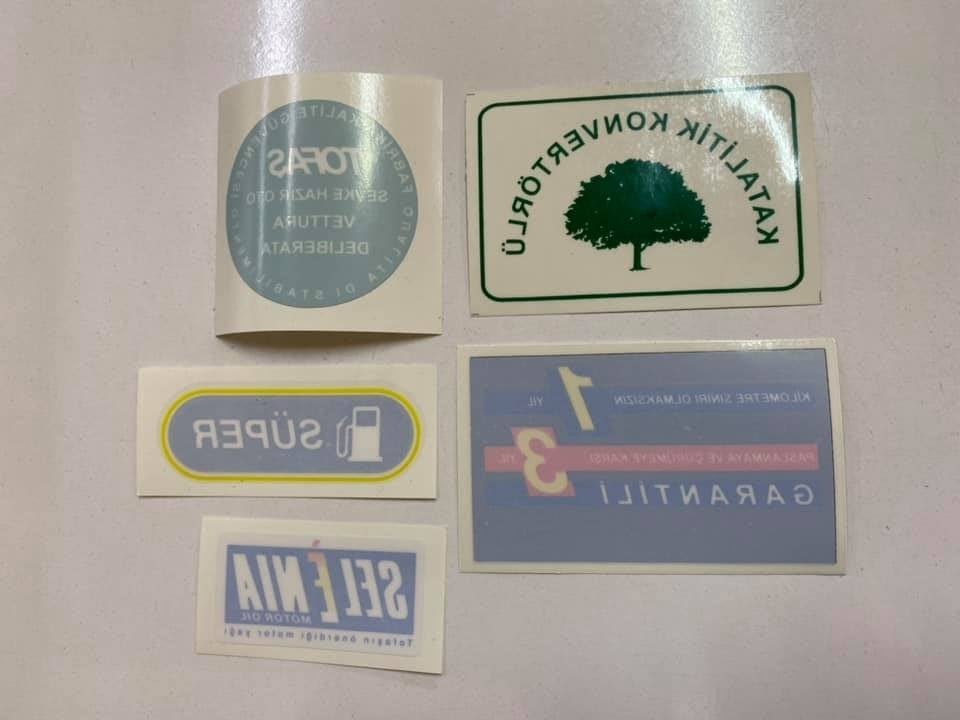 FABRİKA KALİTE GÜVENCESİ
TOFAŞ
SEVKE HAZIR OTO
VETTURA
DELIBERATA
QUALITA DI STABILIMENTO
KATALİTİK KONVERTÖRLÜ
SÜPER
KİLOMETRE SINIRI OLMAKSIZIN 1 YIL
PASLANMAYA VE ÇÜRÜMEYE KARŞI 3 YIL
GARANTİLİ
SELÉNIA
MOTOR OIL
Tofaşın önerdiği motor yağı